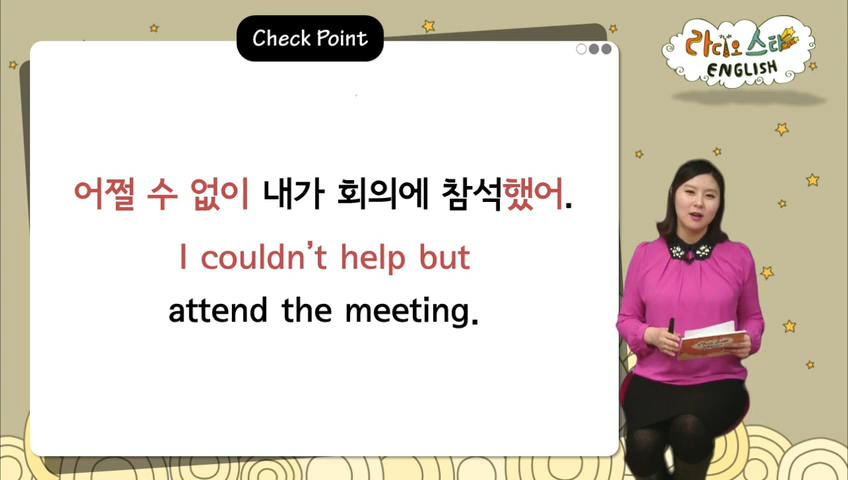 Check Point
라디오 스타
ENGLISH
어쩔 수 없이 내가 회의에 참석했어.
I couldn't help but
attend the meeting.